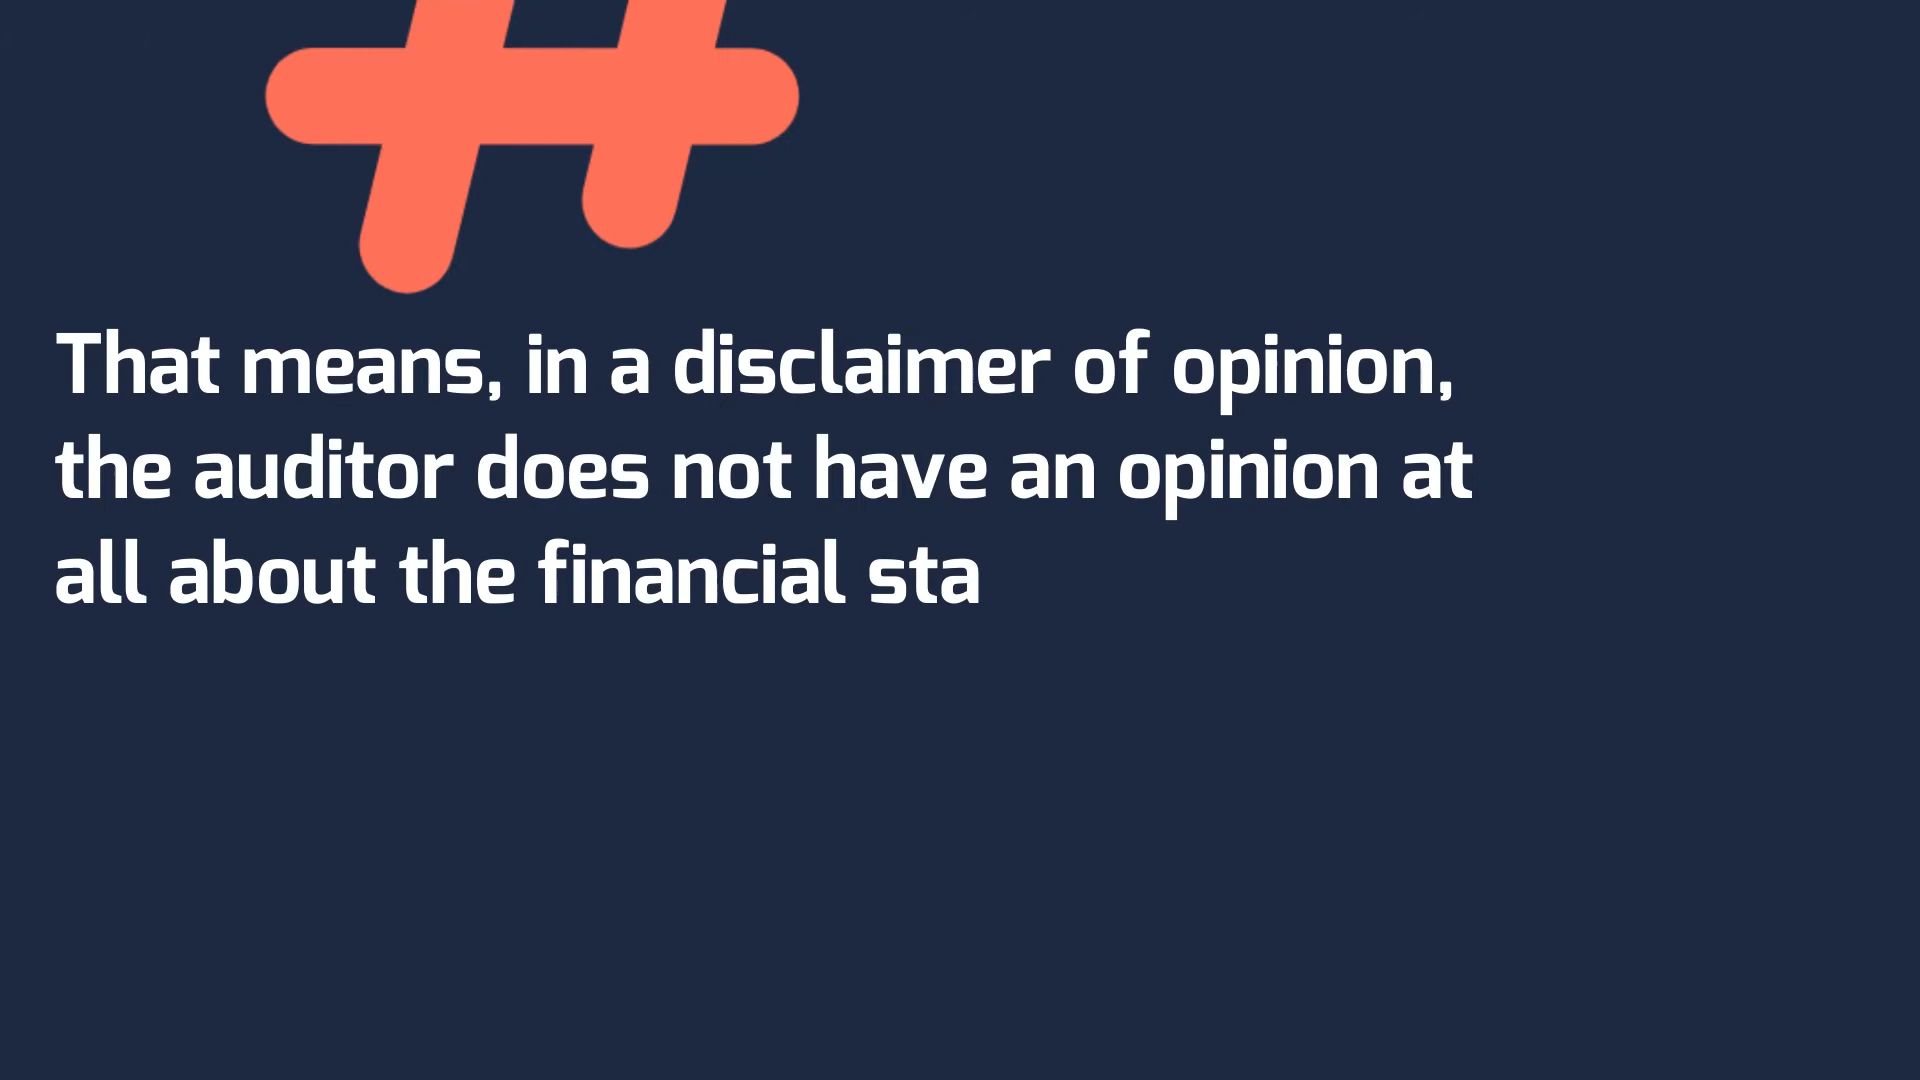 That means, in a disclaimer of opinion,
the auditor does not have an opinion at
all about the financial sta